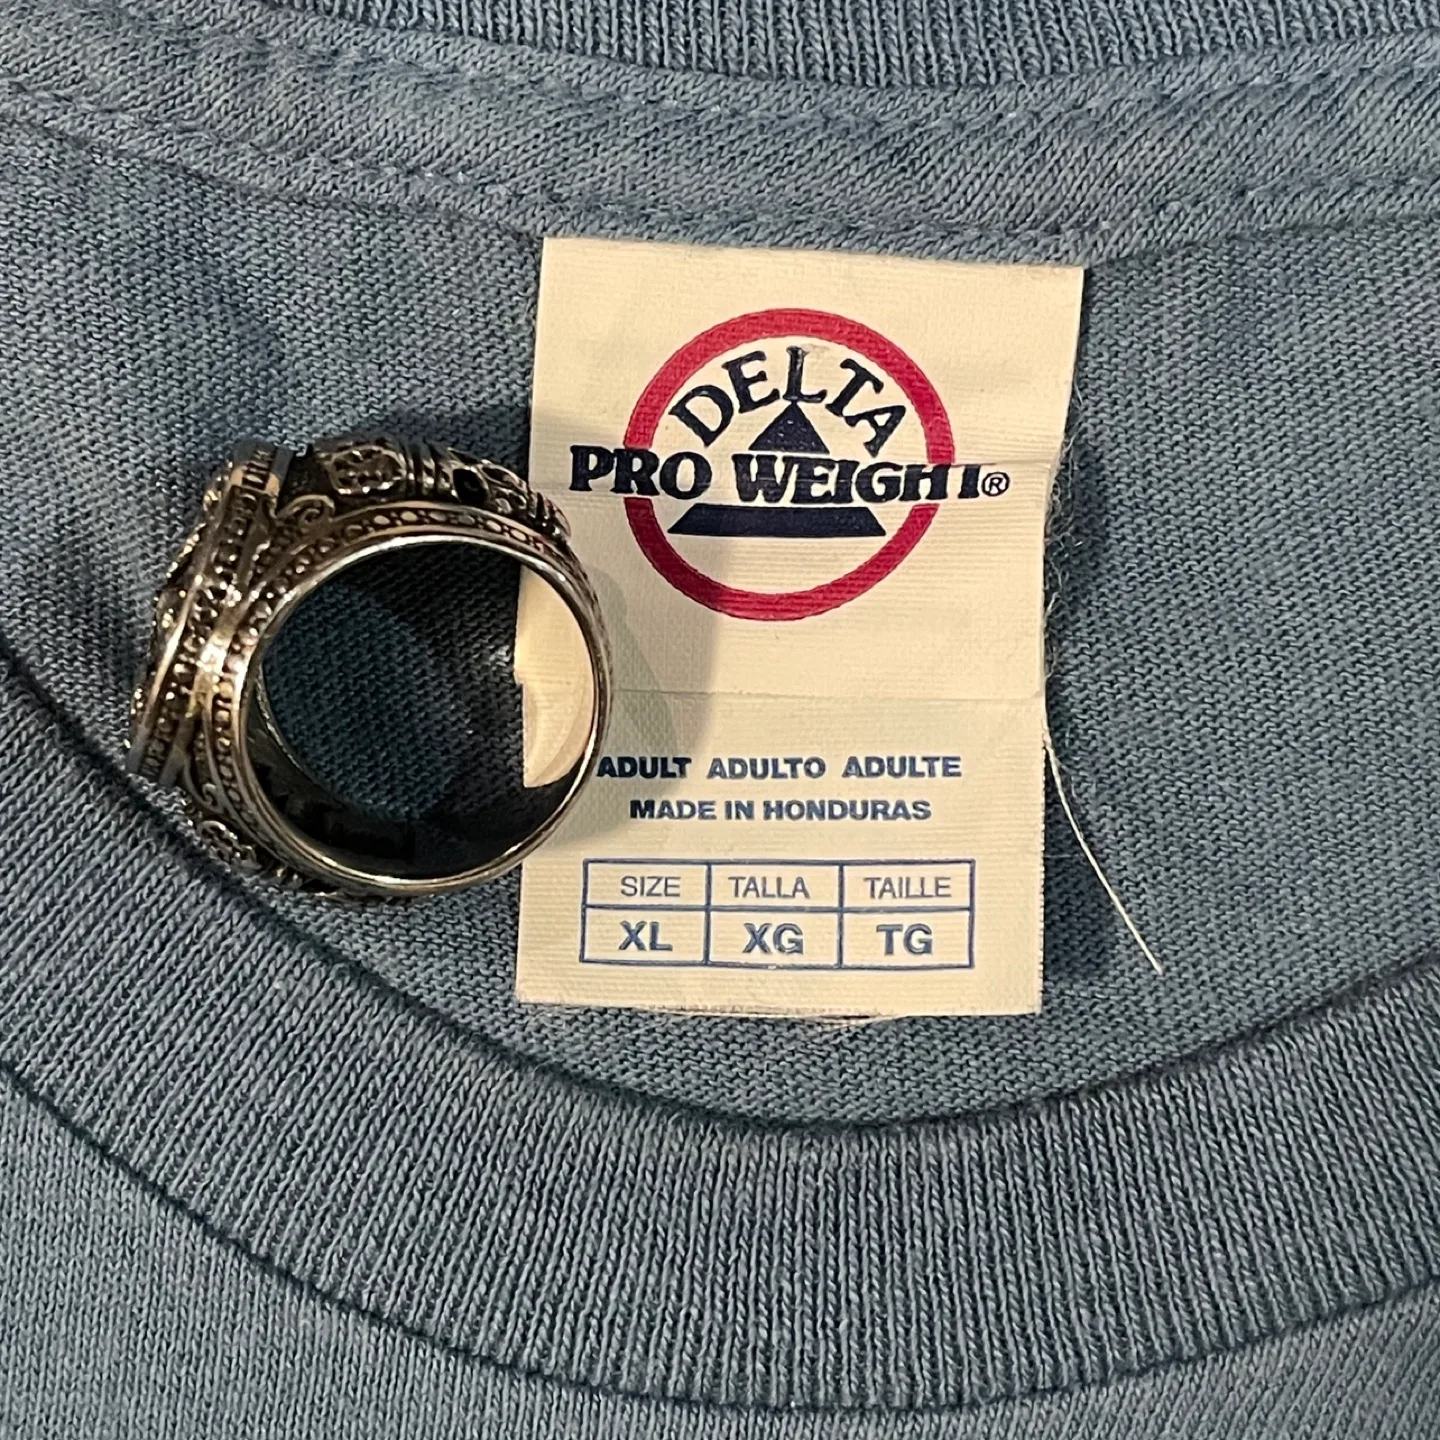 DELTA
PRO WEIGHT®
ADULT ADULTO ADULTE
MADE IN HONDURAS
SIZE TALLA TAILLE
XL XG TG